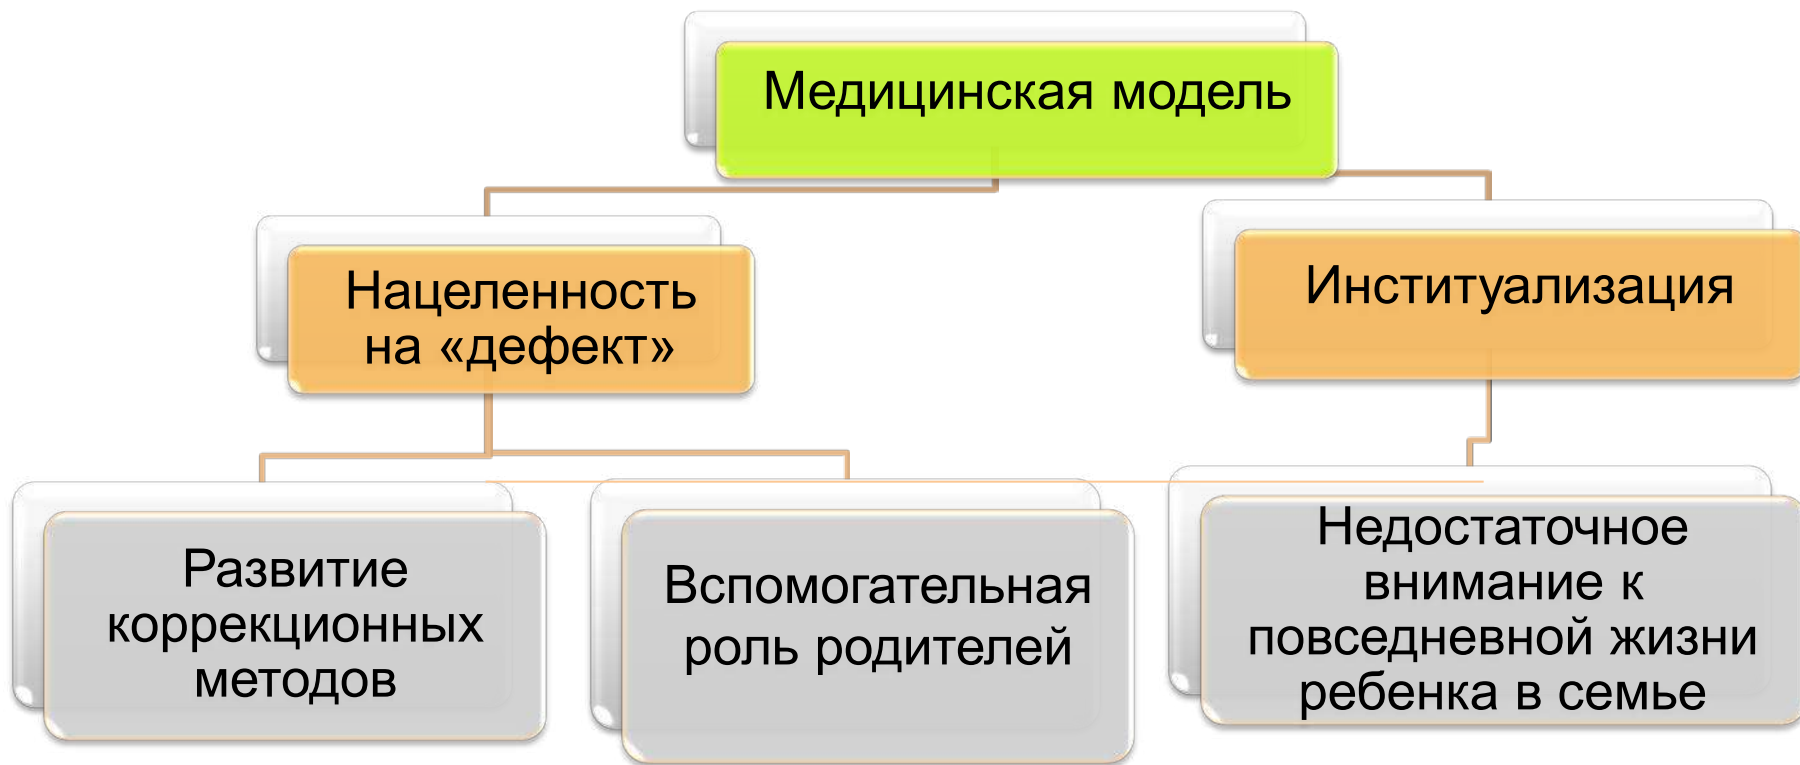 Медицинская модель
Нацеленность
на «дефект»
Институализация
Развитие
коррекционных
методов
Вспомогательная
роль родителей
Недостаточное
внимание к
повседневной жизни
ребенка в семье